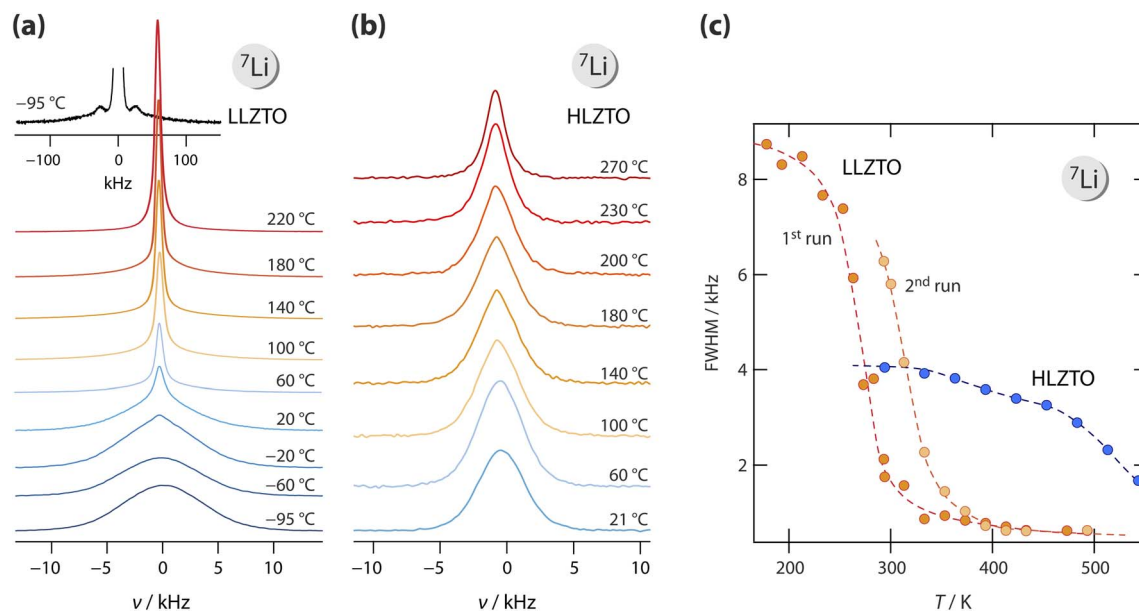 (a)
⁷Li
LLZTO
−95 °C
−100 0 100
kHz
220 °C
180 °C
140 °C
100 °C
60 °C
20 °C
−20 °C
−60 °C
−95 °C
−10 −5 0 5 10
ν / kHz
(b)
⁷Li
HLZTO
270 °C
230 °C
200 °C
180 °C
140 °C
100 °C
60 °C
21 °C
−10 −5 0 5 10
ν / kHz
(c)
⁷Li
LLZTO
1st run
2nd run
HLZTO
FWHM / kHz
8
6
4
2
200 300 400 500
T / K